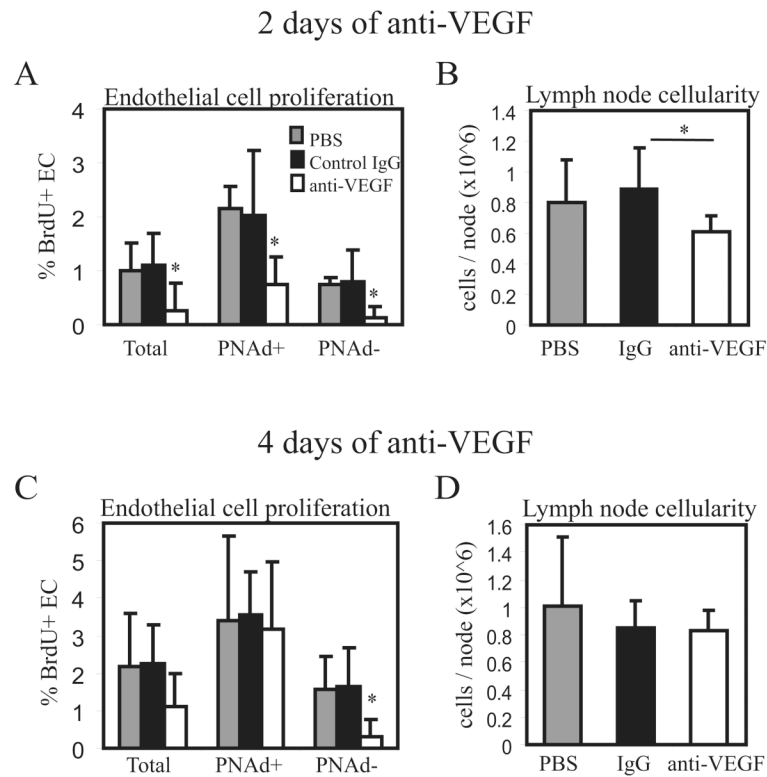 2 days of anti-VEGF
A
Endothelial cell proliferation
% BrdU+ EC
4
3
2
1
0
PBS
Control IgG
anti-VEGF
*
*
*
Total PNAd+ PNAd-
B
Lymph node cellularity
cells / node (x10^6)
1.4
1.2
1
0.8
0.6
0.4
0.2
0
*
PBS IgG anti-VEGF
4 days of anti-VEGF
C
Endothelial cell proliferation
% BrdU+ EC
6
5
4
3
2
1
0
*
Total PNAd+ PNAd-
D
Lymph node cellularity
cells / node (x10^6)
1.6
1.4
1.2
1
0.8
0.6
0.4
0.2
0
PBS IgG anti-VEGF